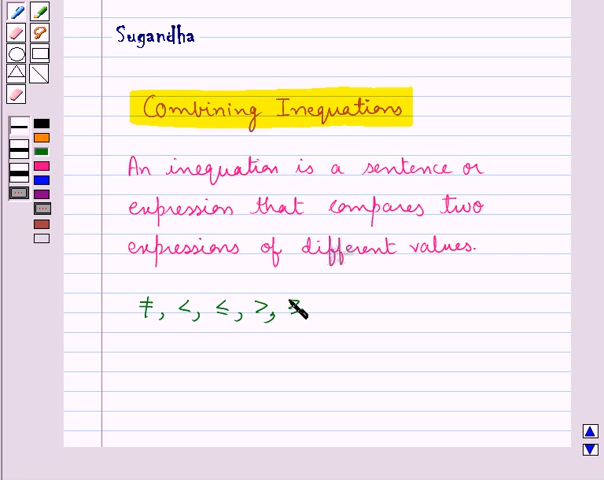 Sugandha
Combining Inequations
An inequation is a sentence or
expression that compares two
expressions of different values.
≠, <, ≤, >, ≥